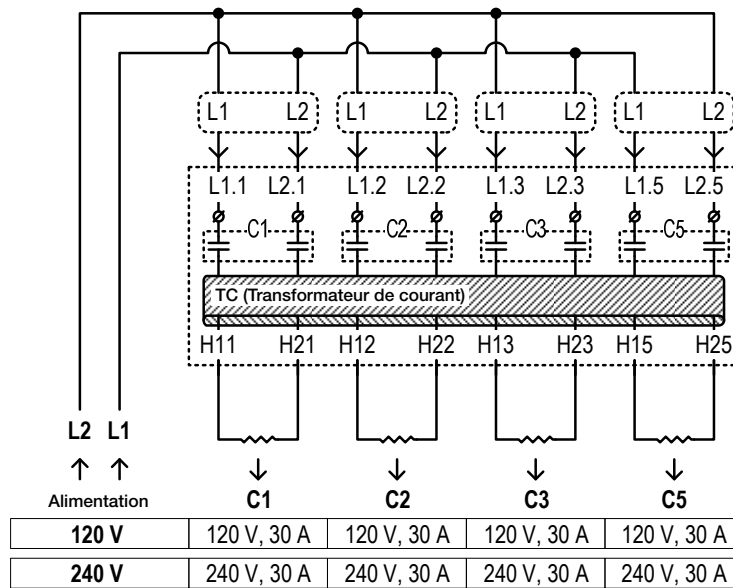 L1 L2 L1 L2 L1 L2 L1 L2
L1.1 L2.1 L1.2 L2.2 L1.3 L2.3 L1.5 L2.5
C1 C2 C3 C5
TC (Transformateur de courant)
H11 H21 H12 H22 H13 H23 H15 H25
L2 L1
Alimentation C1 C2 C3 C5
120 V 120 V, 30 A 120 V, 30 A 120 V, 30 A 120 V, 30 A
240 V 240 V, 30 A 240 V, 30 A 240 V, 30 A 240 V, 30 A